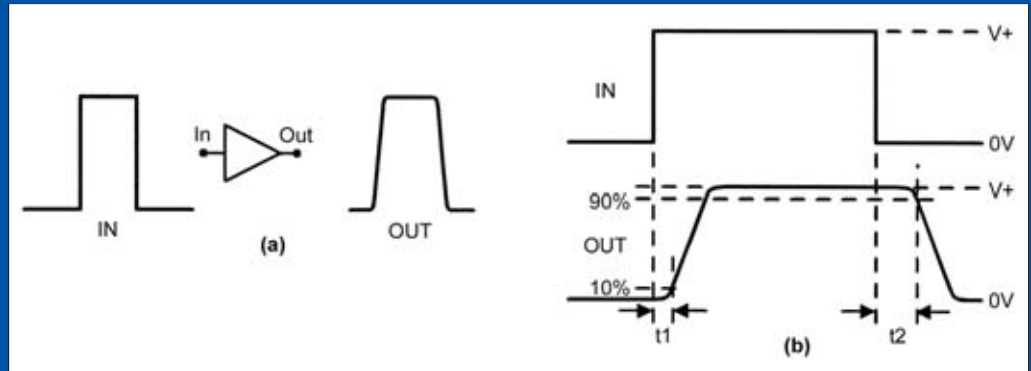 In
Out
IN
OUT
(a)
V+
IN
0V
V+
90%
OUT
10%
0V
t1
t2
(b)